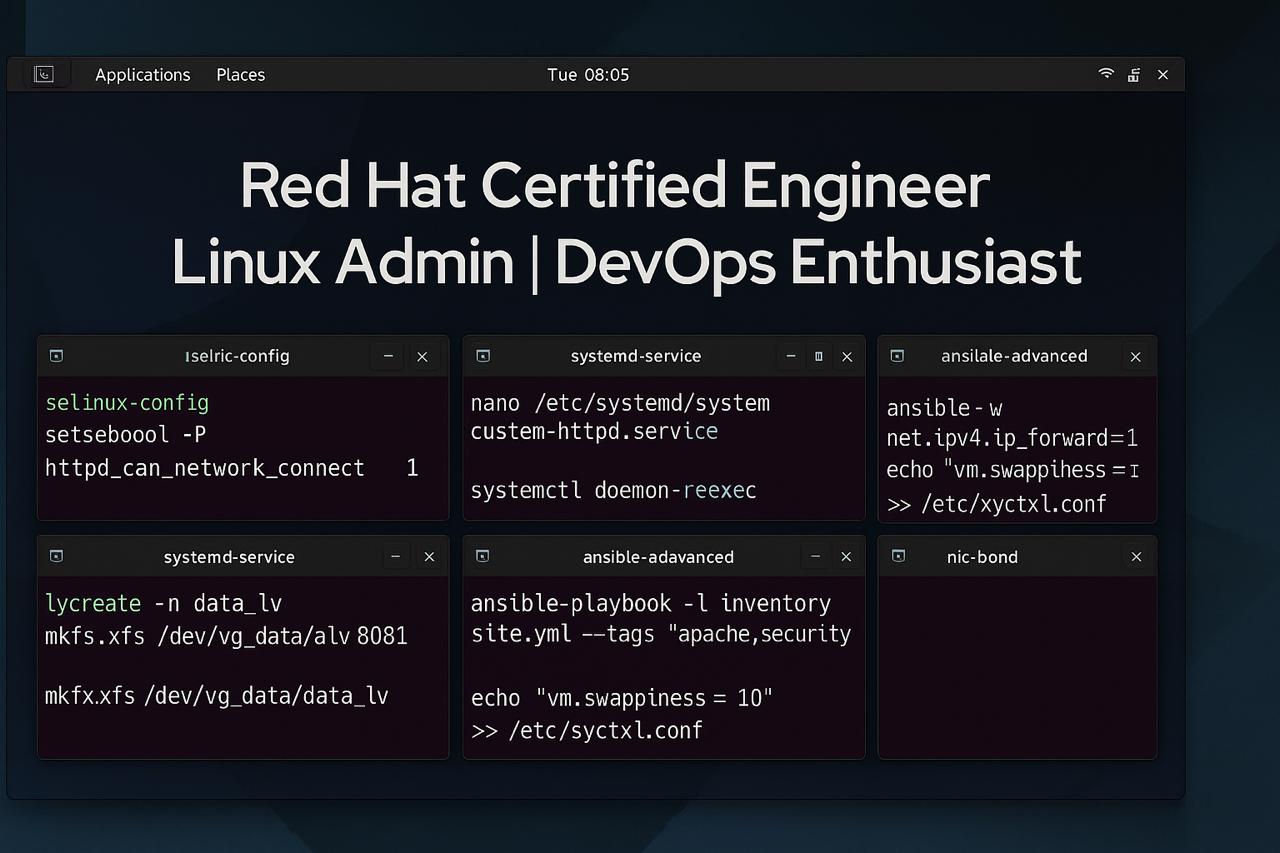 Applications Places Tue 08:05
Red Hat Certified Engineer
Linux Admin | DevOps Enthusiast
ıselric-config
selinux-config
setseboool -P
httpd_can_network_connect 1
systemd-service
nano /etc/systemd/system
custem-httpd.service
systemctl doemon-reexec
ansilale-advanced
ansible - w
net.ipv4.ip_forward=1
echo "vm.swappihess =ɪ
>> /etc/xyctxl.conf
systemd-service
lycreate -n data_lv
mkfs.xfs /dev/vg_data/alv 8081
mkfx.xfs /dev/vg_data/data_lv
ansible-adavanced
ansible-playbook -l inventory
site.yml --tags "apache,security
echo "vm.swappiness = 10"
>> /etc/syctxl.conf
nic-bond